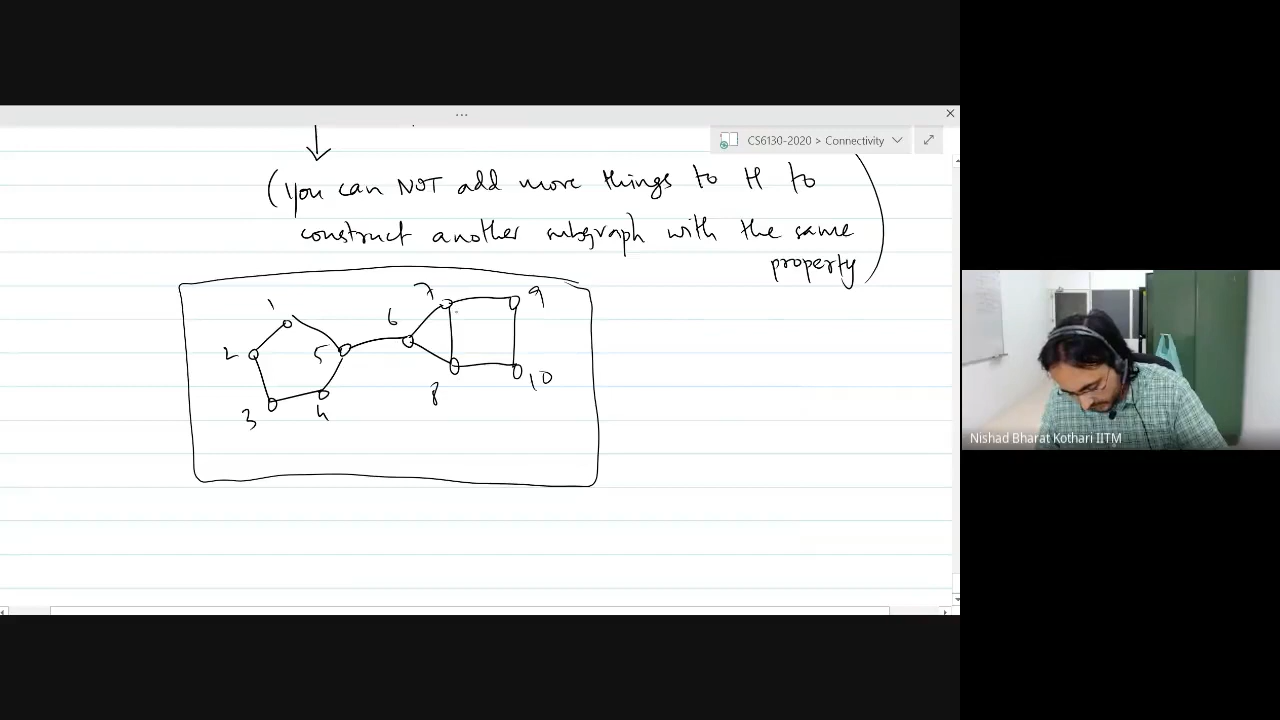 CS6130-2020 > Connectivity
(you can NOT add more things to H to
construct another subgraph with the same
property)
1
2
3
4
5
6
7
8
9
10
Nishad Bharat Kothari IITM